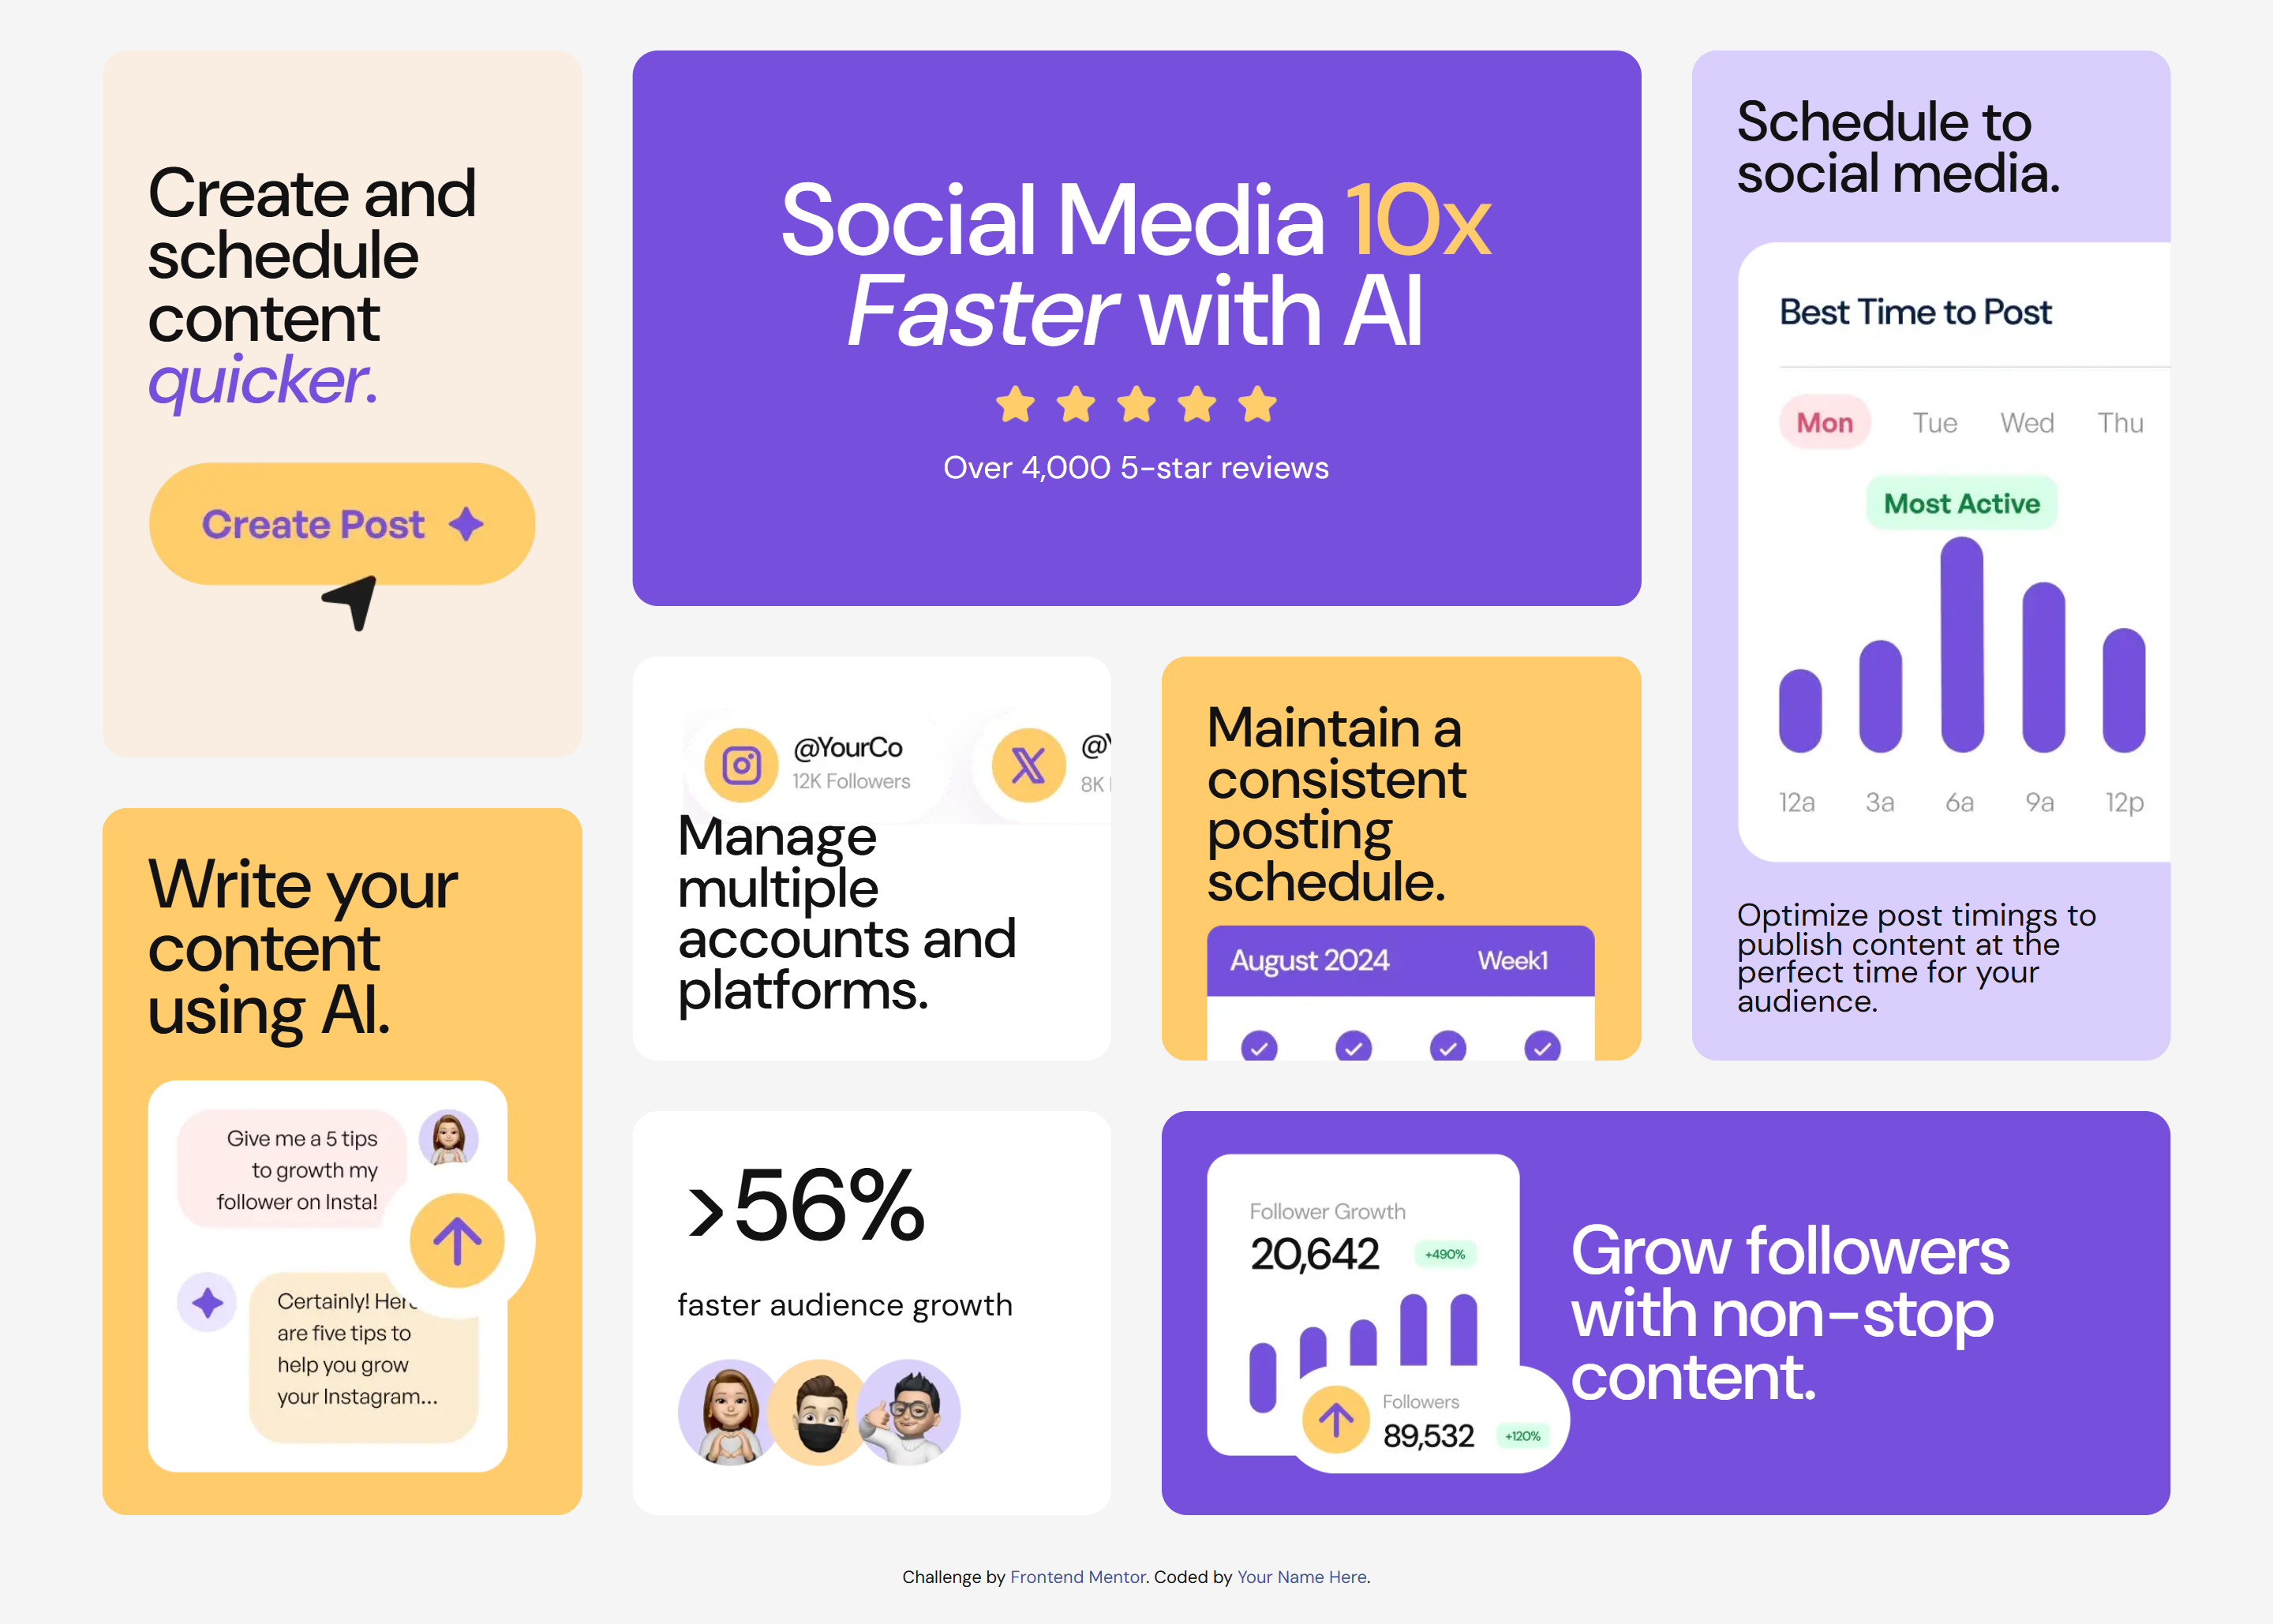 Create and
schedule
content
quicker.
Create Post
Social Media 10x
Faster with AI
Over 4,000 5-star reviews
Schedule to
social media.
Best Time to Post
Mon Tue Wed Thu
Most Active
12a 3a 6a 9a 12p
Optimize post timings to
publish content at the
perfect time for your
audience.
@YourCo
12K Followers
@Y
8K
Manage
multiple
accounts and
platforms.
Maintain a
consistent
posting
schedule.
August 2024 Week1
Write your
content
using AI.
Give me a 5 tips
to growth my
follower on Insta!
Certainly! Here
are five tips to
help you grow
your Instagram...
>56%
faster audience growth
Follower Growth
20,642 +490%
Followers
89,532 +120%
Grow followers
with non-stop
content.
Challenge by Frontend Mentor. Coded by Your Name Here.